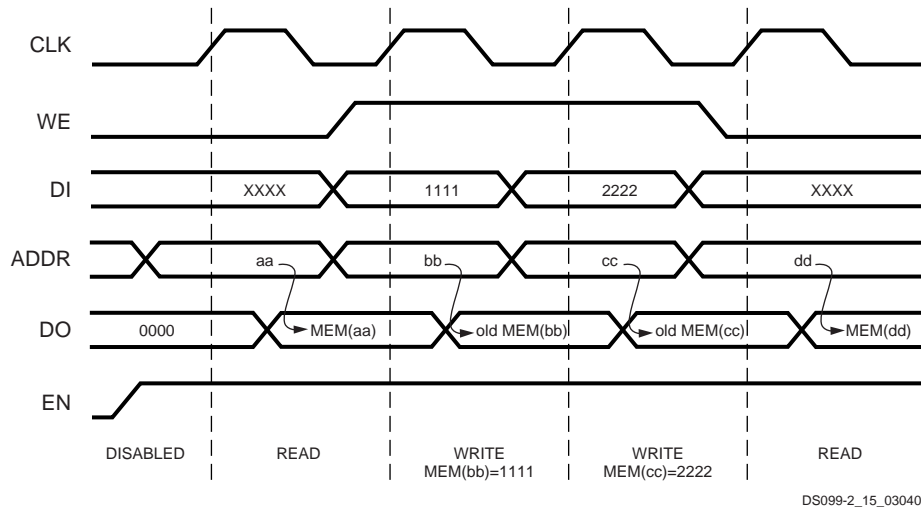 CLK
WE
DI XXXX 1111 2222 XXXX
ADDR aa bb cc dd
DO 0000 MEM(aa) old MEM(bb) old MEM(cc) MEM(dd)
EN
DISABLED READ WRITE WRITE READ
MEM(bb)=1111 MEM(cc)=2222
DS099-2_15_03040